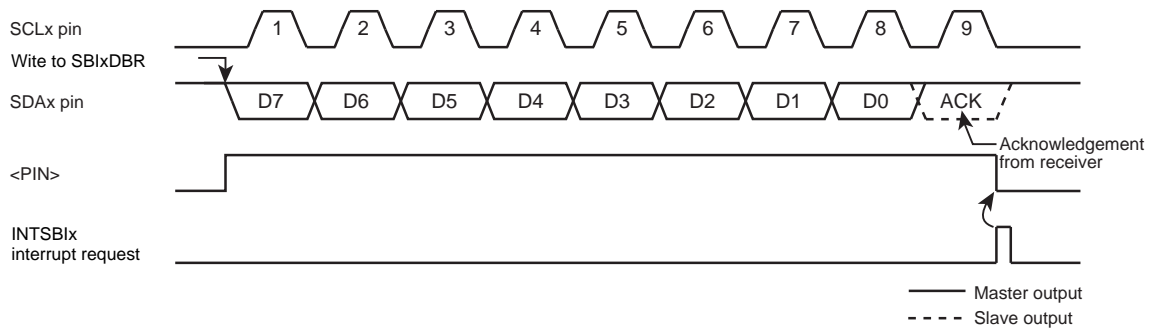 SCLx pin
1 2 3 4 5 6 7 8 9
Wite to SBIxDBR
SDAx pin
D7 D6 D5 D4 D3 D2 D1 D0 ACK
Acknowledgement
from receiver
<PIN>
INTSBIx
interrupt request
Master output
Slave output